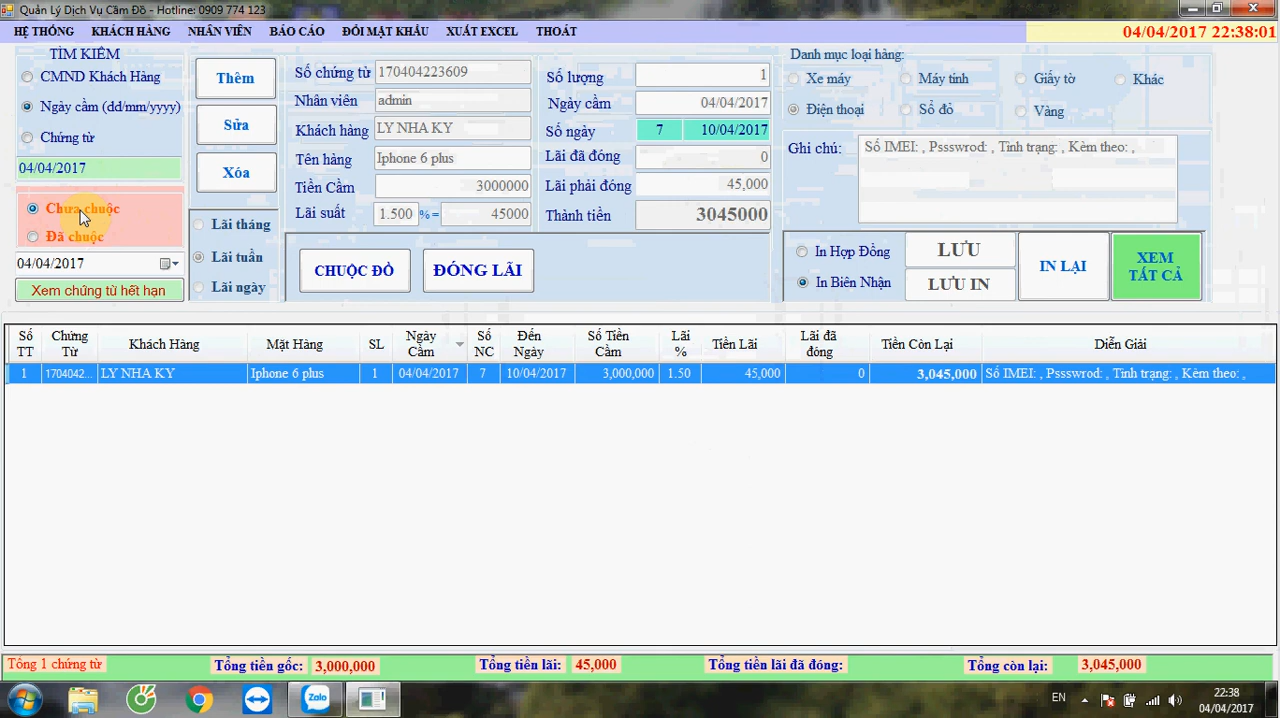 Quản Lý Dịch Vụ Cầm Đồ - Hotline: 0909 774 123
HỆ THỐNG KHÁCH HÀNG NHÂN VIÊN BÁO CÁO ĐỔI MẬT KHẨU XUẤT EXCEL THOÁT 04/04/2017 22:38:01
TÌM KIẾM
CMND Khách Hàng
Ngày cầm (dd/mm/yyyy)
Chứng từ
04/04/2017
Chưa chuộc
Đã chuộc
04/04/2017
Xem chứng từ hết hạn
Thêm
Sửa
Xóa
Lãi tháng
Lãi tuần
Lãi ngày
Số chứng từ 170404223609
Nhân viên admin
Khách hàng LY NHA KY
Tên hàng Iphone 6 plus
Tiền Cầm 3000000
Lãi suất 1.500 %= 45000
Số lượng 1
Ngày cầm 04/04/2017
Số ngày 7 10/04/2017
Lãi đã đóng 0
Lãi phải đóng 45,000
Thành tiền 3045000
CHUỘC ĐỒ ĐÓNG LÃI
Danh mục loại hàng:
Xe máy Máy tính Giấy tờ Khác
Điện thoại Sổ đỏ Vàng
Ghi chú: Số IMEI: , Pssswrod: , Tình trạng: , Kèm theo: ,
In Hợp Đồng
In Biên Nhận
LƯU
LƯU IN
IN LẠI
XEM
TẤT CẢ
Số TT Chứng Từ Khách Hàng Mặt Hàng SL Ngày Cầm Số NC Đến Ngày Số Tiền Cầm Lãi % Tiền Lãi Lãi đã đóng Tiền Còn Lại Diễn Giải
1 1704042... LY NHA KY Iphone 6 plus 1 04/04/2017 7 10/04/2017 3,000,000 1.50 45,000 0 3,045,000 Số IMEI: , Pssswrod: , Tình trạng: , Kèm theo: ,
Tổng 1 chứng từ Tổng tiền gốc: 3,000,000 Tổng tiền lãi: 45,000 Tổng tiền lãi đã đóng: Tổng còn lại: 3,045,000
Zalo
EN
22:38
04/04/2017